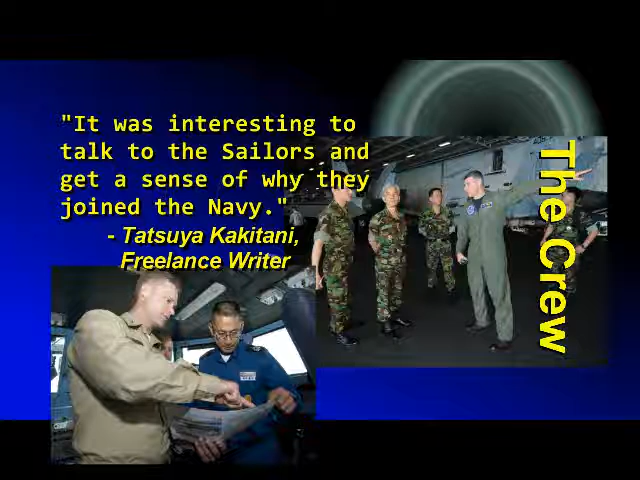 "It was interesting to
talk to the Sailors and
get a sense of why they
joined the Navy."
- Tatsuya Kakitani,
Freelance Writer
The Crew